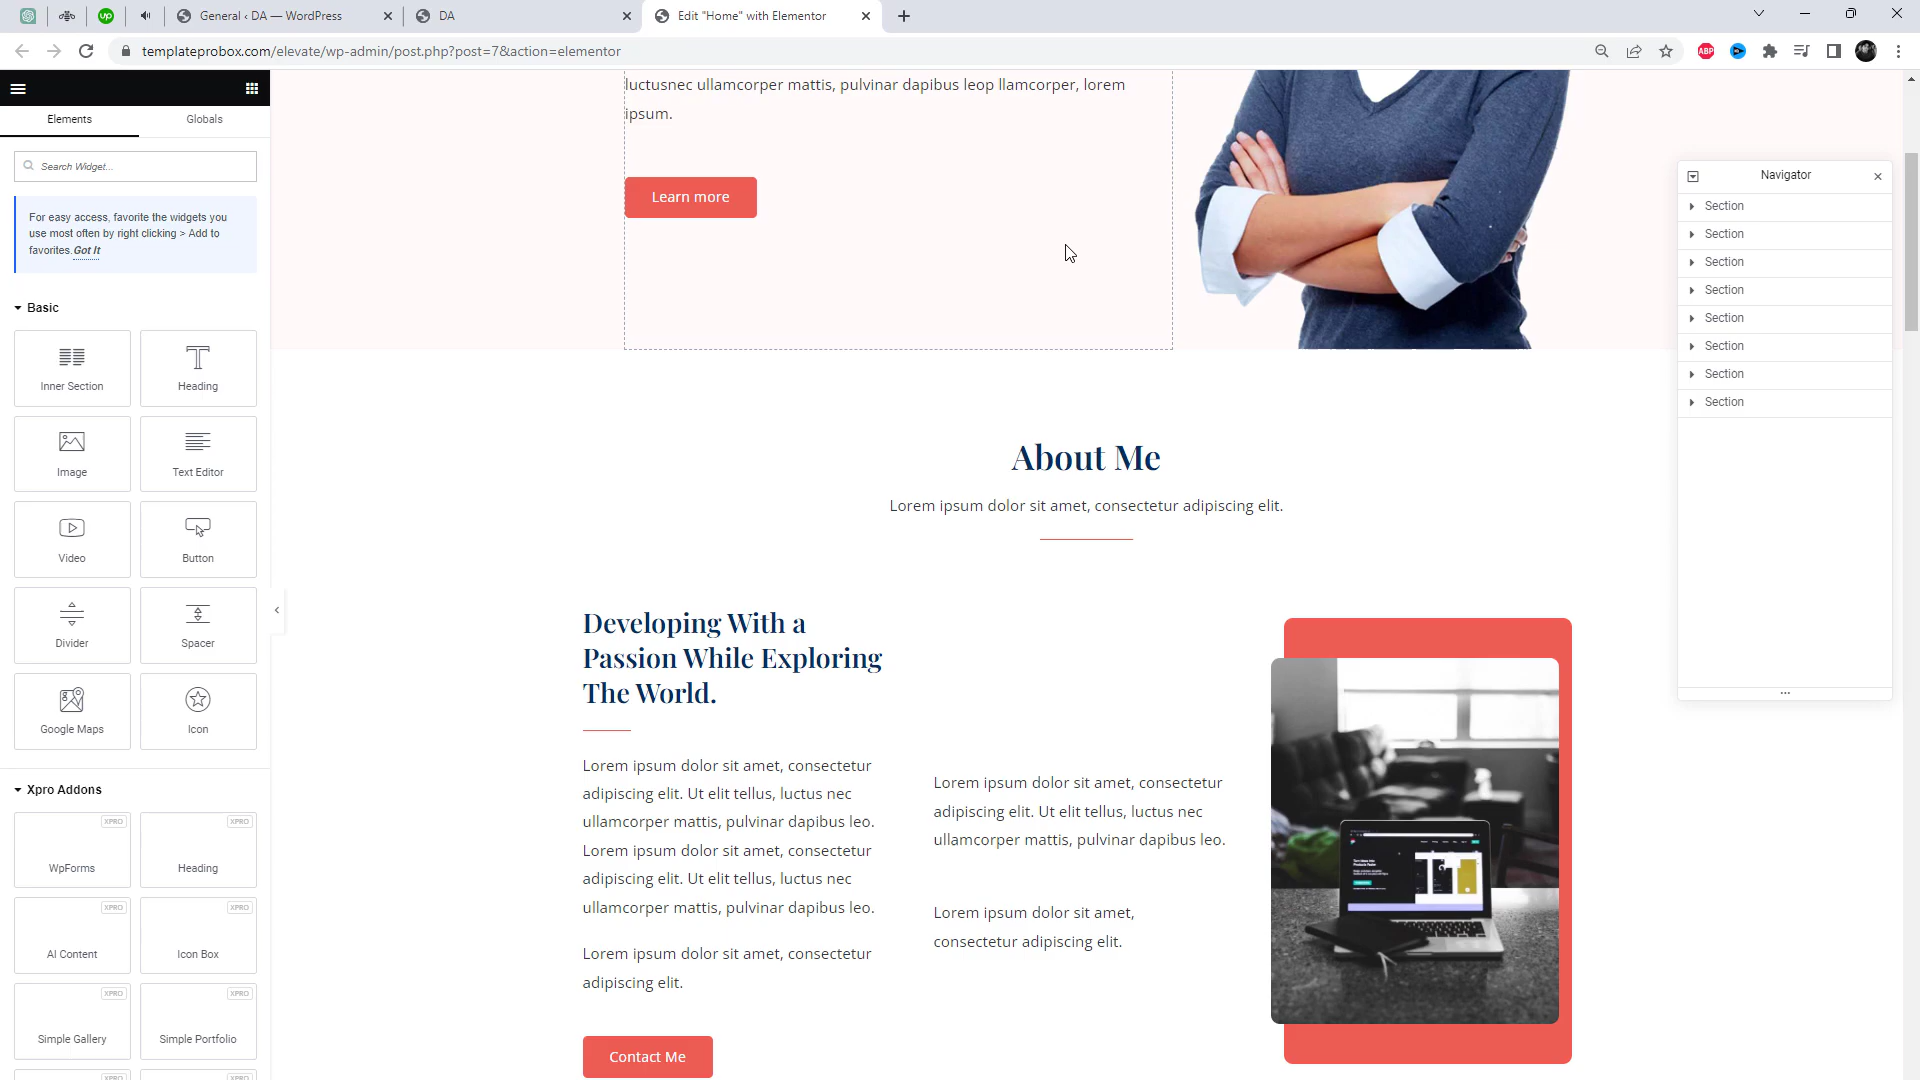 General ‹ DA — WordPress
DA
Edit "Home" with Elementor
templateprobox.com/elevate/wp-admin/post.php?post=7&action=elementor
ABP
Elements
Globals
Search Widget...
For easy access, favorite the widgets you
use most often by right clicking > Add to
favorites. Got It
Basic
Inner Section
Heading
Image
Text Editor
Video
Button
Divider
Spacer
Google Maps
Icon
Xpro Addons
XPRO
WpForms
XPRO
Heading
XPRO
AI Content
XPRO
Icon Box
XPRO
Simple Gallery
XPRO
Simple Portfolio
XPRO
XPRO
luctusnec ullamcorper mattis, pulvinar dapibus leop llamcorper, lorem
ipsum.
Learn more
About Me
Lorem ipsum dolor sit amet, consectetur adipiscing elit.
Developing With a
Passion While Exploring
The World.
Lorem ipsum dolor sit amet, consectetur
adipiscing elit. Ut elit tellus, luctus nec
ullamcorper mattis, pulvinar dapibus leo.
Lorem ipsum dolor sit amet, consectetur
adipiscing elit. Ut elit tellus, luctus nec
ullamcorper mattis, pulvinar dapibus leo.
Lorem ipsum dolor sit amet, consectetur
adipiscing elit.
Contact Me
Lorem ipsum dolor sit amet, consectetur
adipiscing elit. Ut elit tellus, luctus nec
ullamcorper mattis, pulvinar dapibus leo.
Lorem ipsum dolor sit amet,
consectetur adipiscing elit.
Navigator
Section
Section
Section
Section
Section
Section
Section
Section